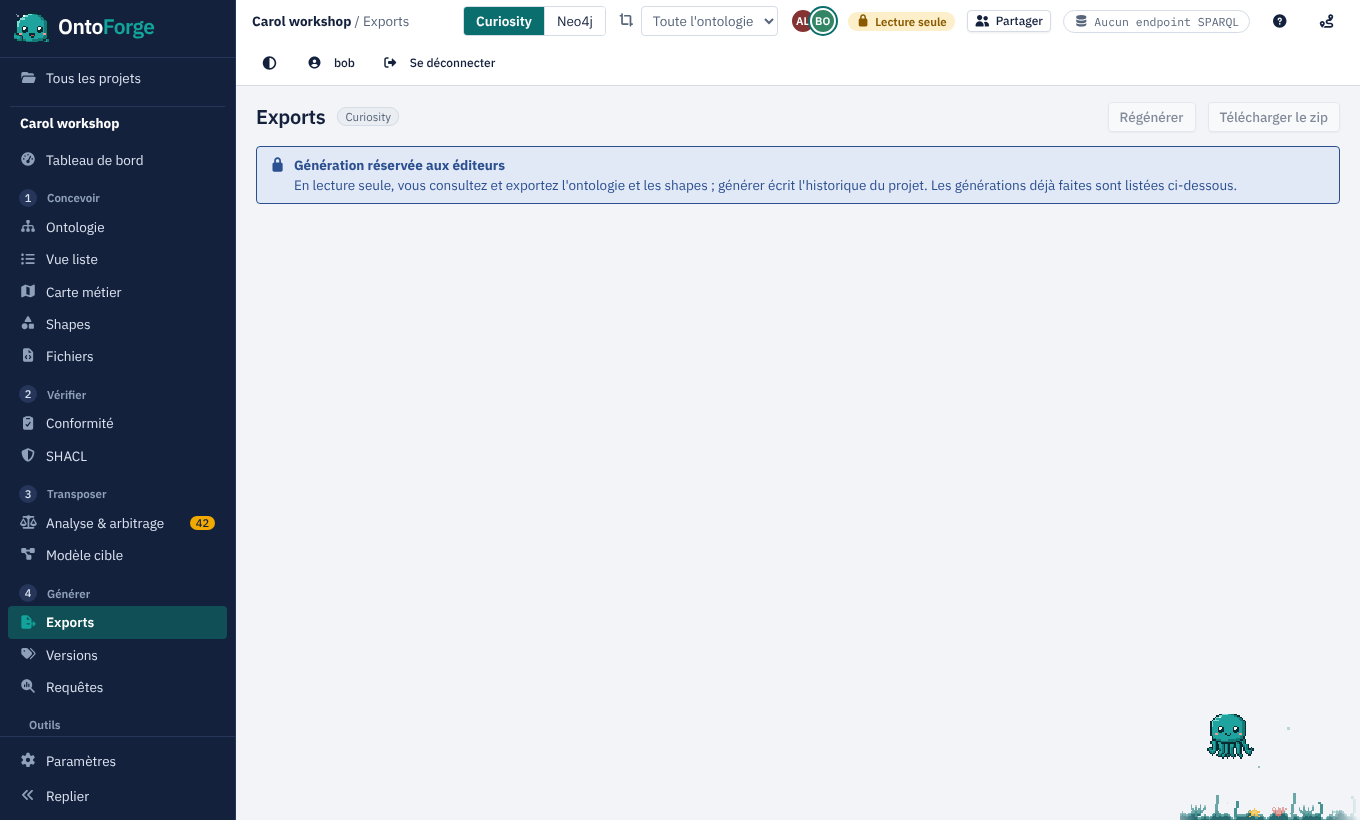 OntoForge
Tous les projets
Carol workshop
Tableau de bord
1 Concevoir
Ontologie
Vue liste
Carte métier
Shapes
Fichiers
2 Vérifier
Conformité
SHACL
3 Transposer
Analyse & arbitrage 42
Modèle cible
4 Générer
Exports
Versions
Requêtes
Outils
Paramètres
Replier
Carol workshop / Exports
Curiosity Neo4j
Toute l'ontologie
AL BO
Lecture seule
Partager
Aucun endpoint SPARQL
bob
Se déconnecter
Exports Curiosity
Régénérer
Télécharger le zip
Génération réservée aux éditeurs
En lecture seule, vous consultez et exportez l'ontologie et les shapes ; générer écrit l'historique du projet. Les générations déjà faites sont listées ci-dessous.